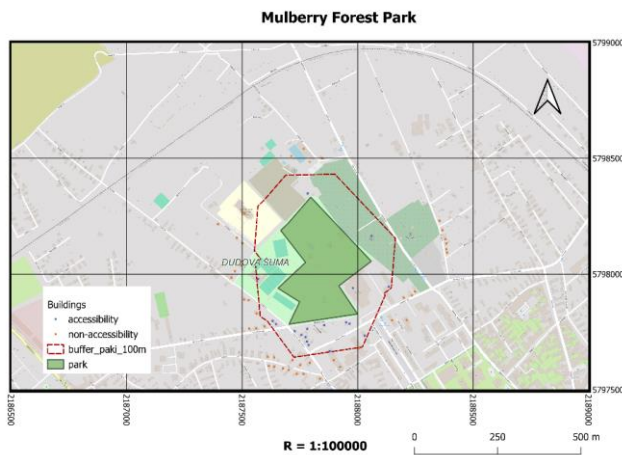 Mulberry Forest Park
5799000
5798500
DUDOVA ŠUMA
5798000
Buildings
accessibility
non-accessibility
buffer_paki_100m
park
5797500
2186500
2187000
2187500
2188000
2188500
2189000
R = 1:100000
0 250 500 m